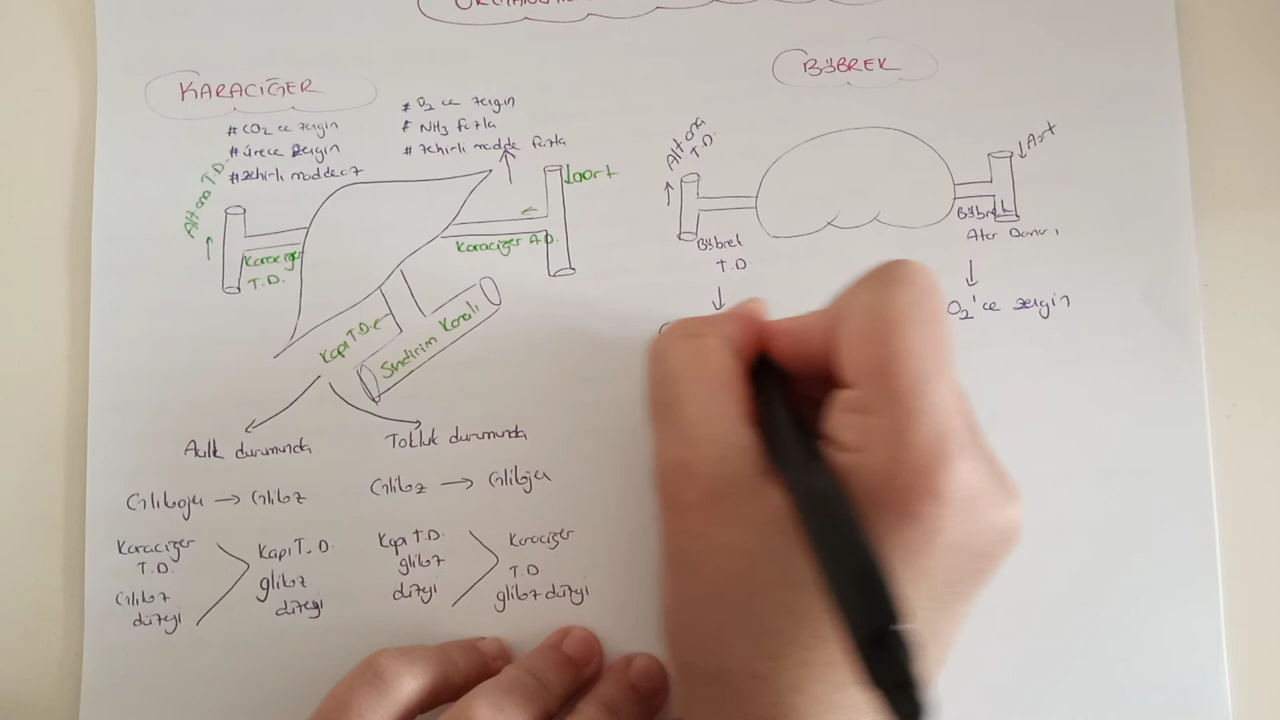 KARACİĞER
# CO2 ce zengin
# ürece zengin
# zehirli madde az
Alt ana T.D.
Karaciğer
T.D.
# O2 ce zengin
# NH3 fazla
# zehirli madde fazla
aort
Karaciğer A.D.
Kapı T.D.
Sindirim Kanalı
Açlık durumunda
Tokluk durumunda
Glikojen → Glikoz
Glikoz → Glikojen
Karaciğer
T.D.
Glikoz
düzeyi
>
Kapı T.D.
glikoz
düzeyi
Kapı T.D.
glikoz
düzeyi
>
Karaciğer
T.D
glikoz düzeyi
BÖBREK
Alt ana
T.D.
Böbrek
T.D.
Aort
Böbrek
Atar Damarı
O2'ce zengin